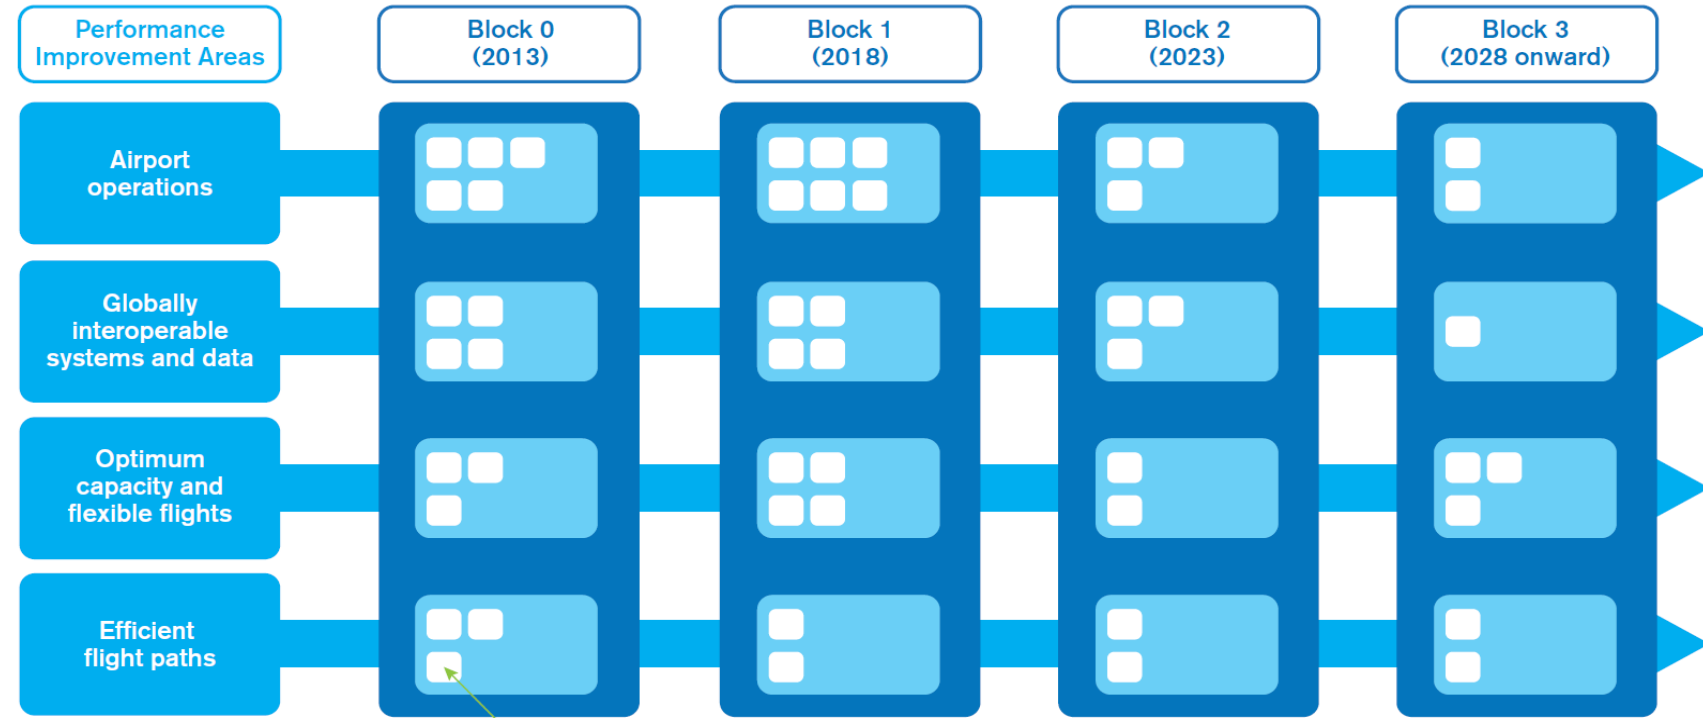 Performance
Improvement Areas
Block 0
(2013)
Block 1
(2018)
Block 2
(2023)
Block 3
(2028 onward)
Airport
operations
Globally
interoperable
systems and data
Optimum
capacity and
flexible flights
Efficient
flight paths